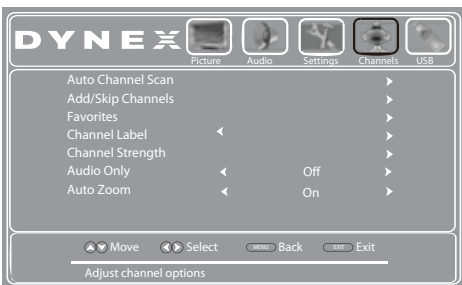 DYNEX
Picture Audio Settings Channels USB
Auto Channel Scan
Add/Skip Channels
Favorites
Channel Label
Channel Strength
Audio Only Off
Auto Zoom On
Move Select MENU Back EXIT Exit
Adjust channel options